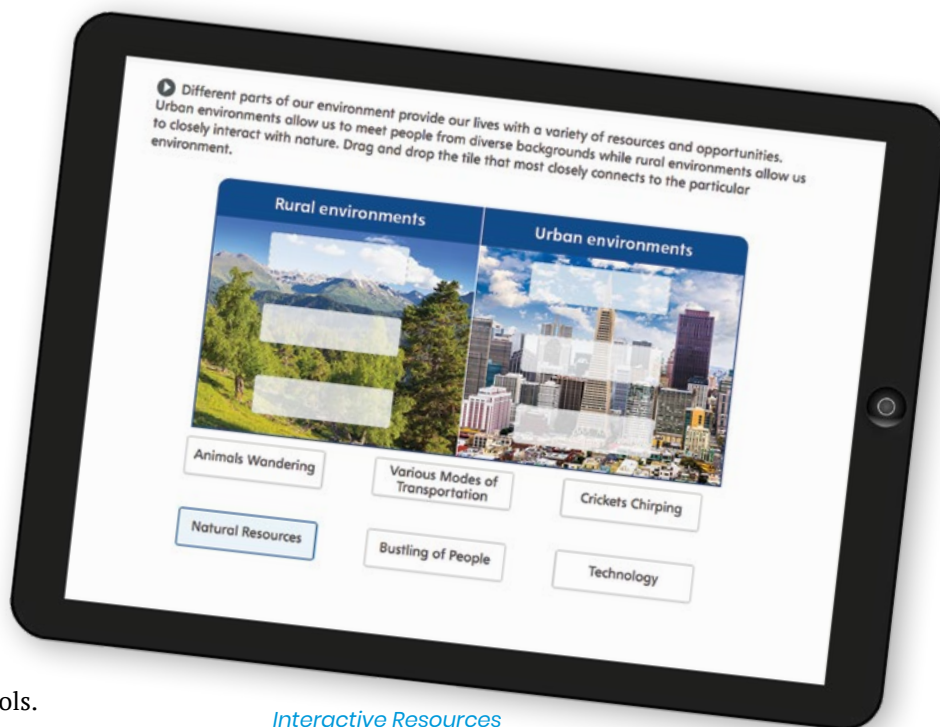 Different parts of our environment provide our lives with a variety of resources and opportunities.
Urban environments allow us to meet people from diverse backgrounds while rural environments allow us
to closely interact with nature. Drag and drop the tile that most closely connects to the particular
environment.
Rural environments
Urban environments
Animals Wandering
Various Modes of
Transportation
Crickets Chirping
Natural Resources
Bustling of People
Technology
ols.
Interactive Resources